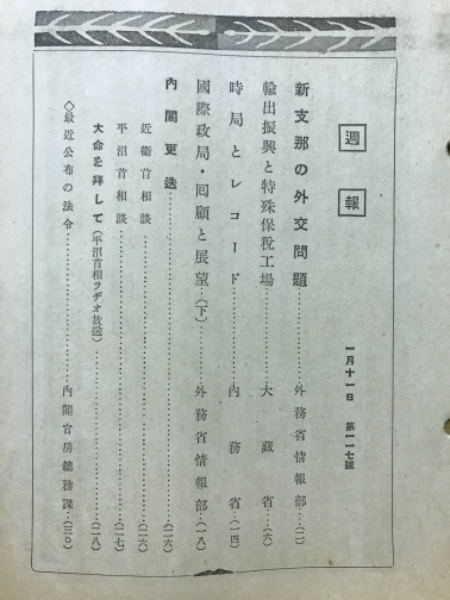 週報
一月十一日 第一一七號
新支那の外交問題……外務省情報部…(二)
輸出振興と特殊保稅工場……大藏省…(六)
時局とレコード……內務省…(一四)
國際政局・囘顧と展望…(下)…外務省情報部…(一八)
內閣更迭……(二六)
近衞首相談……(二六)
平沼首相談……(二七)
大命を拜して(平沼首相ラヂオ放送)……(二八)
◇最近公布の法令……內閣官房總務課…(三〇)